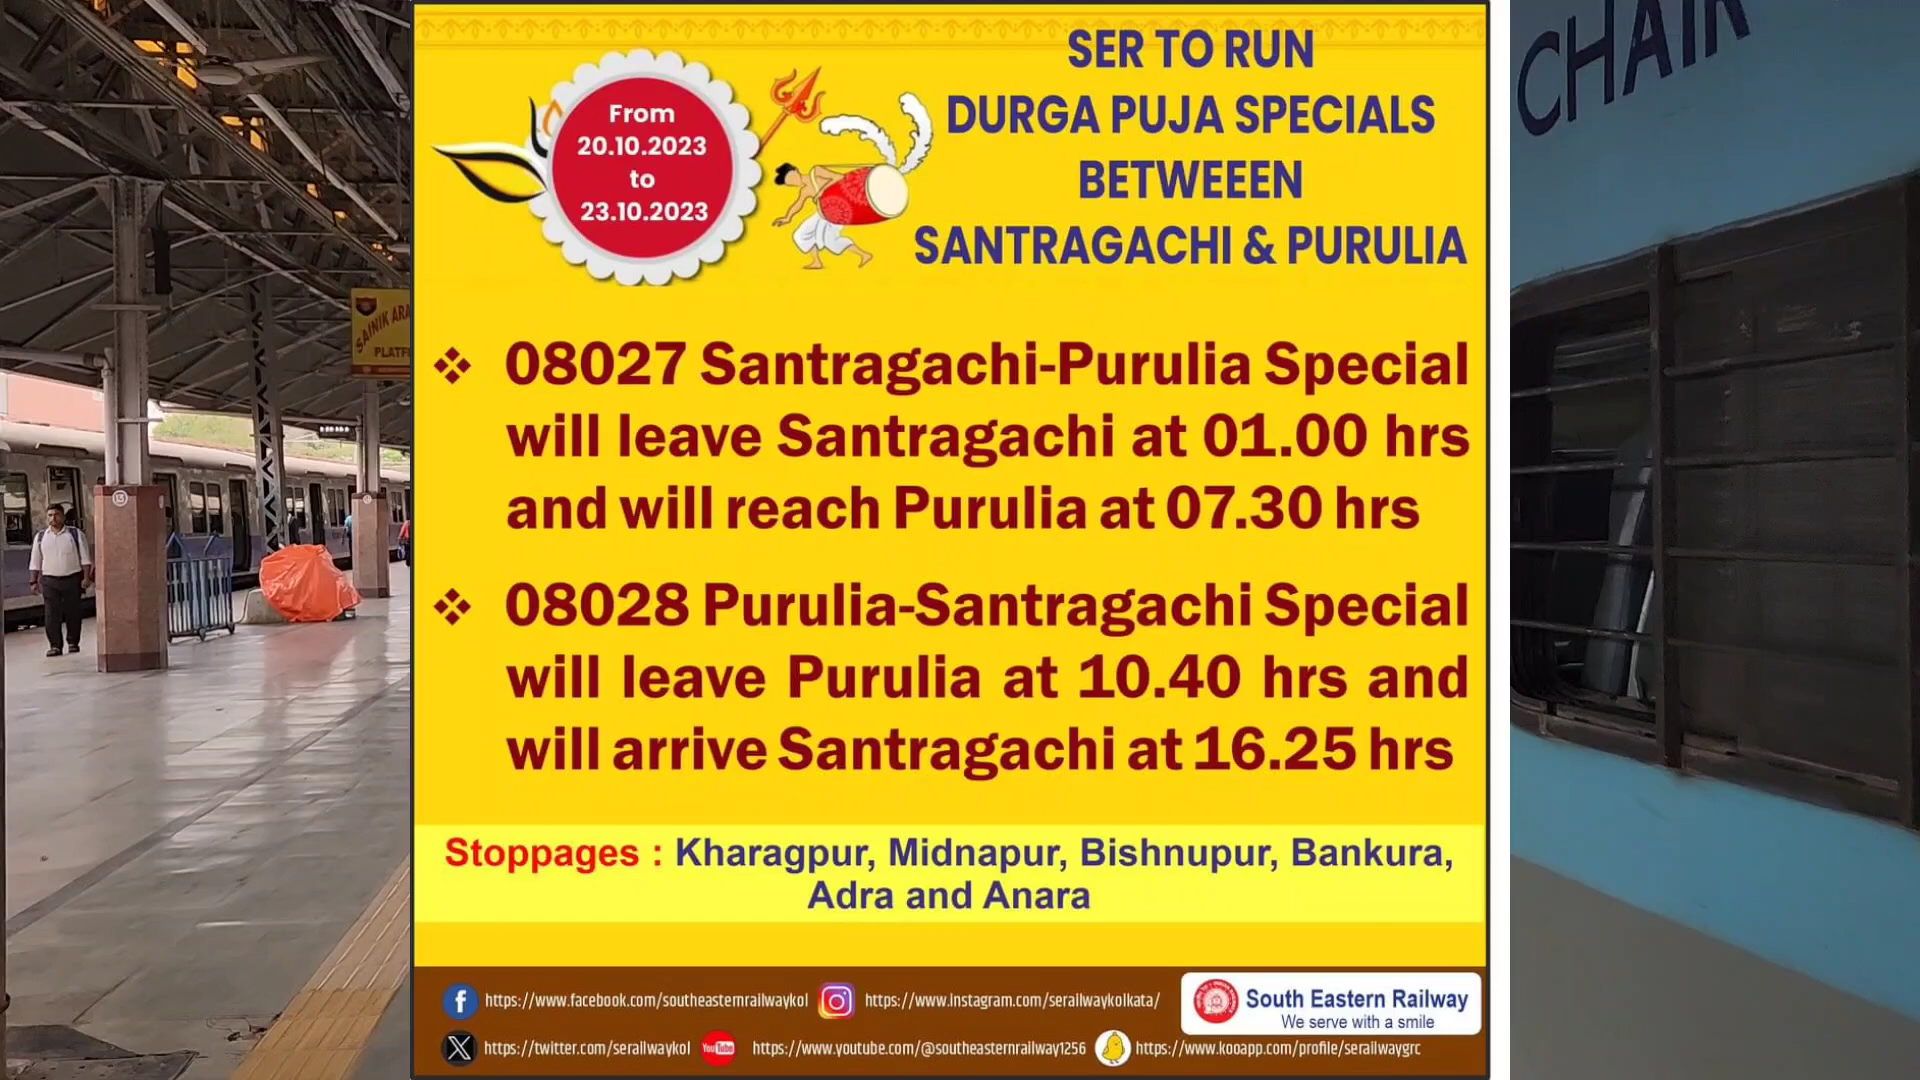 SER TO RUN
DURGA PUJA SPECIALS
BETWEEEN
SANTRAGACHI & PURULIA
From
20.10.2023
to
23.10.2023
08027 Santragachi-Purulia Special
will leave Santragachi at 01.00 hrs
and will reach Purulia at 07.30 hrs
08028 Purulia-Santragachi Special
will leave Purulia at 10.40 hrs and
will arrive Santragachi at 16.25 hrs
Stoppages : Kharagpur, Midnapur, Bishnupur, Bankura,
Adra and Anara
https://www.facebook.com/southeasternrailwaykol
https://www.instagram.com/serailwaykolkata/
South Eastern Railway
We serve with a smile
https://twitter.com/serailwaykol
YouTube
https://www.youtube.com/@southeasternrailway1256
https://www.kooapp.com/profile/serailwaygrc
SAINIK ARA
PLATF
13
CHAIR